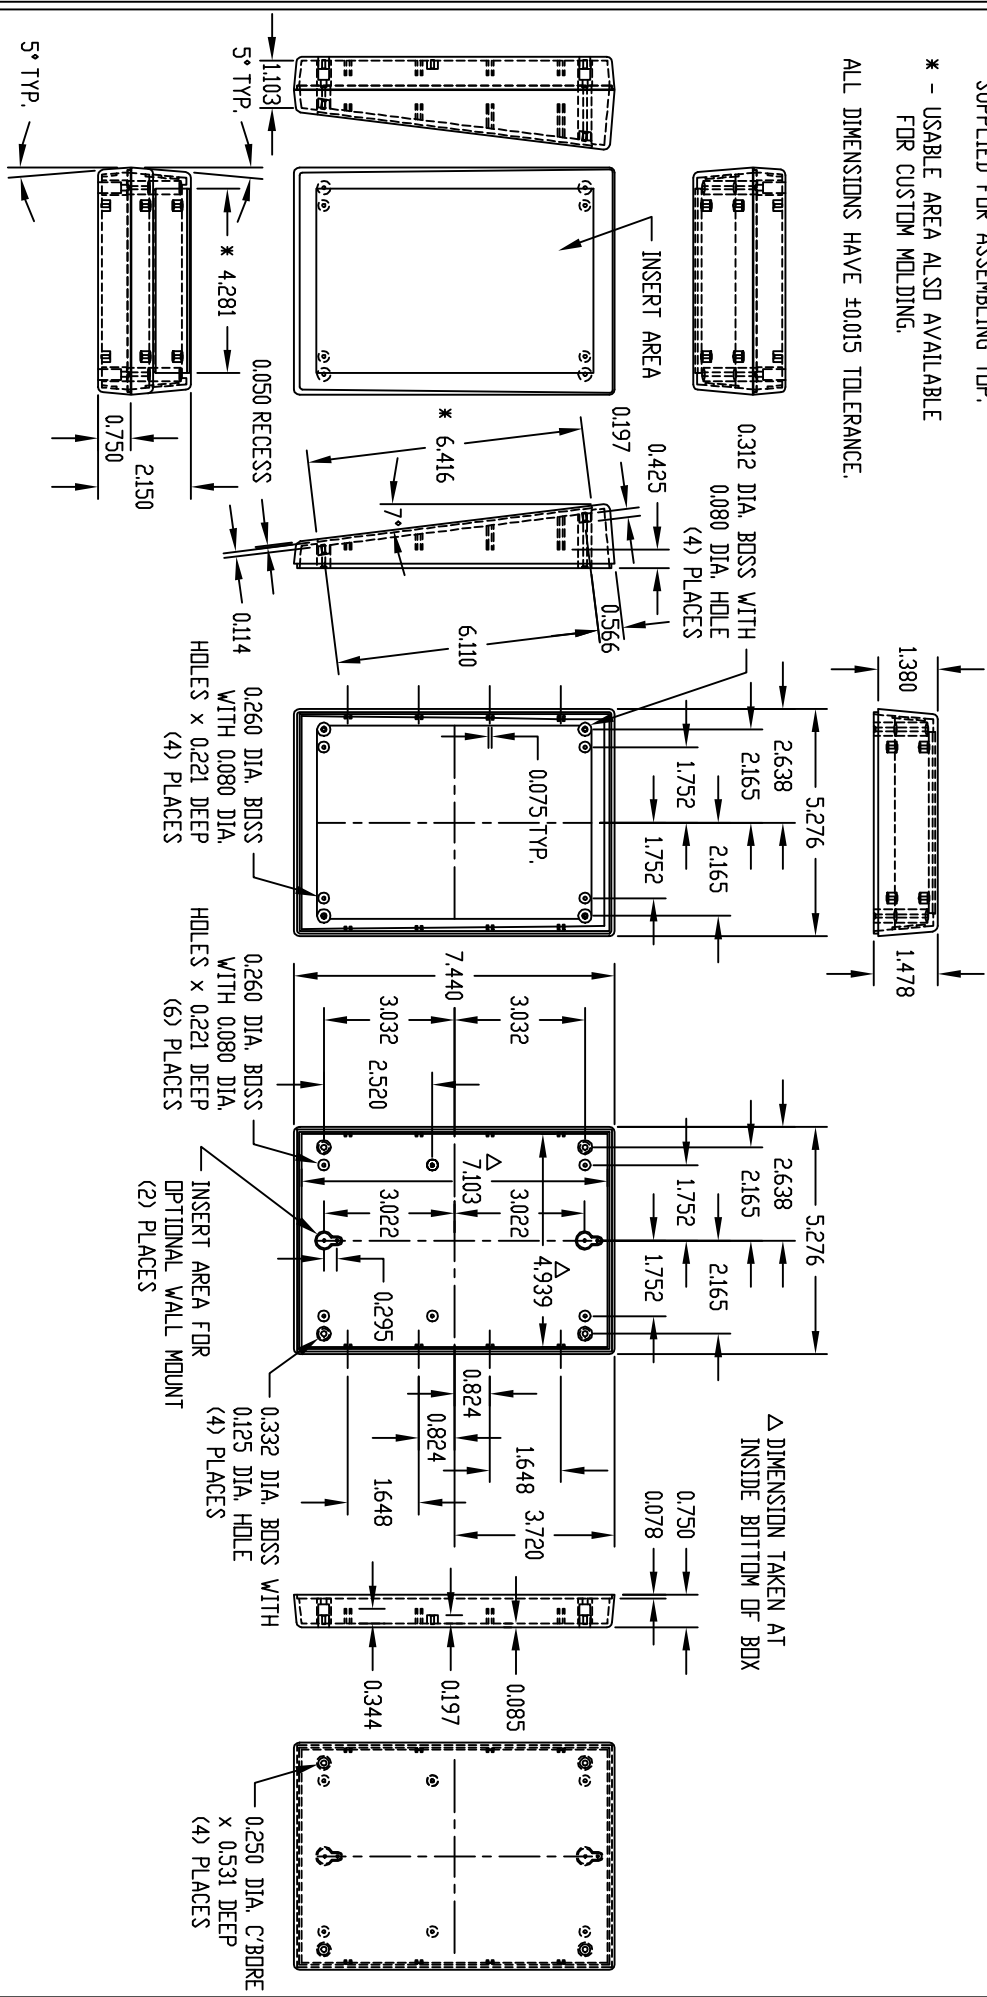 SUPPLIED FOR ASSEMBLING TOP.
* - USABLE AREA ALSO AVAILABLE
FOR CUSTOM MOLDING.
ALL DIMENSIONS HAVE ±0.015 TOLERANCE.
1.103
5° TYP.
5° TYP.
* 4.281
0.750
2.150
INSERT AREA
0.050 RECESS
* 6.416
7°
0.197
0.425
0.566
6.110
0.114
0.312 DIA. BOSS WITH
0.080 DIA. HOLE
(4) PLACES
1.380
1.478
5.276
2.638
2.165
1.752
2.165
1.752
0.075 TYP.
0.260 DIA. BOSS
WITH 0.080 DIA.
HOLES x 0.221 DEEP
(4) PLACES
7.440
3.032
3.032
2.520
5.276
2.638
2.165
1.752
2.165
1.752
△
7.103
3.022
3.022
△
4.939
0.295
0.260 DIA. BOSS
WITH 0.080 DIA.
HOLES x 0.221 DEEP
(6) PLACES
INSERT AREA FOR
OPTIONAL WALL MOUNT
(2) PLACES
0.332 DIA. BOSS WITH
0.125 DIA. HOLE
(4) PLACES
0.824
0.824
1.648
1.648
3.720
△ DIMENSION TAKEN AT
INSIDE BOTTOM OF BOX
0.750
0.078
0.085
0.197
0.344
0.250 DIA. C'BORE
x 0.531 DEEP
(4) PLACES